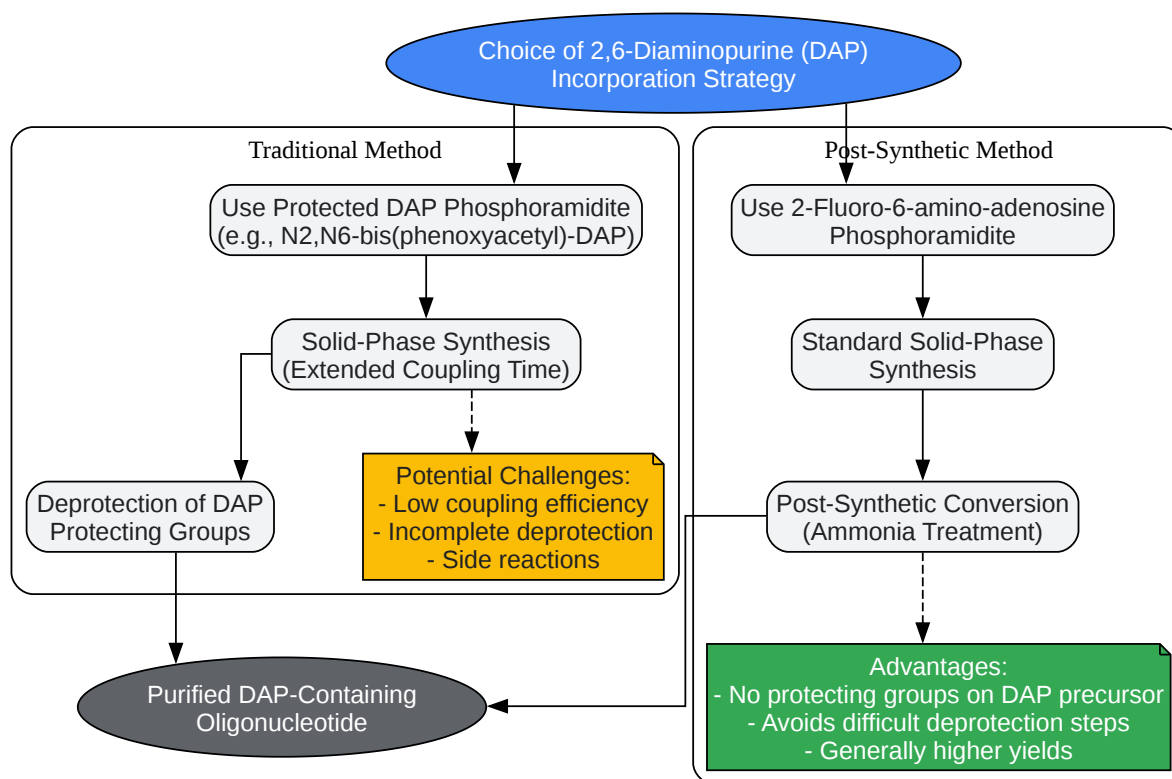 Choice of 2,6-Diaminopurine (DAP)
Incorporation Strategy
Traditional Method
Use Protected DAP Phosphoramidite
(e.g., N2,N6-bis(phenoxyacetyl)-DAP)
Solid-Phase Synthesis
(Extended Coupling Time)
Potential Challenges:
- Low coupling efficiency
- Incomplete deprotection
- Side reactions
Deprotection of DAP
Protecting Groups
Post-Synthetic Method
Use 2-Fluoro-6-amino-adenosine
Phosphoramidite
Standard Solid-Phase
Synthesis
Post-Synthetic Conversion
(Ammonia Treatment)
Advantages:
- No protecting groups on DAP precursor
- Avoids difficult deprotection steps
- Generally higher yields
Purified DAP-Containing
Oligonucleotide